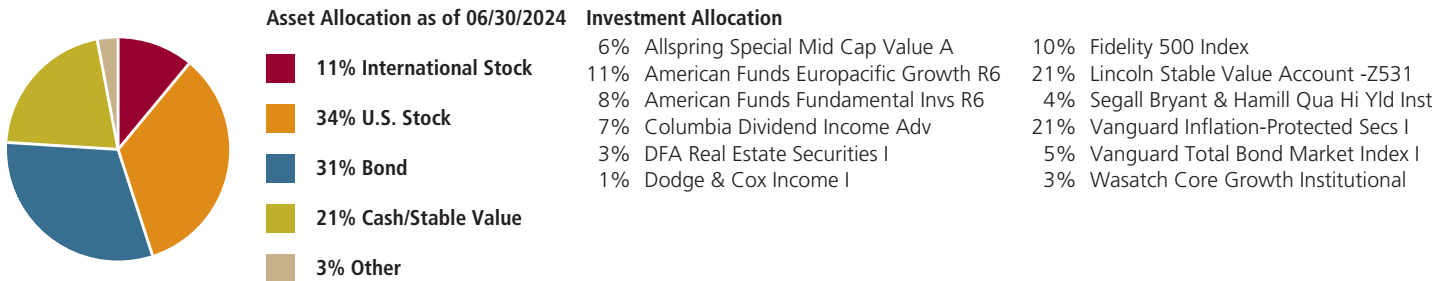 Asset Allocation as of 06/30/2024
11% International Stock
34% U.S. Stock
31% Bond
21% Cash/Stable Value
3% Other
Investment Allocation
6% Allspring Special Mid Cap Value A
11% American Funds Europacific Growth R6
8% American Funds Fundamental Invs R6
7% Columbia Dividend Income Adv
3% DFA Real Estate Securities I
1% Dodge & Cox Income I
10% Fidelity 500 Index
21% Lincoln Stable Value Account -Z531
4% Segall Bryant & Hamill Qua Hi Yld Inst
21% Vanguard Inflation-Protected Secs I
5% Vanguard Total Bond Market Index I
3% Wasatch Core Growth Institutional